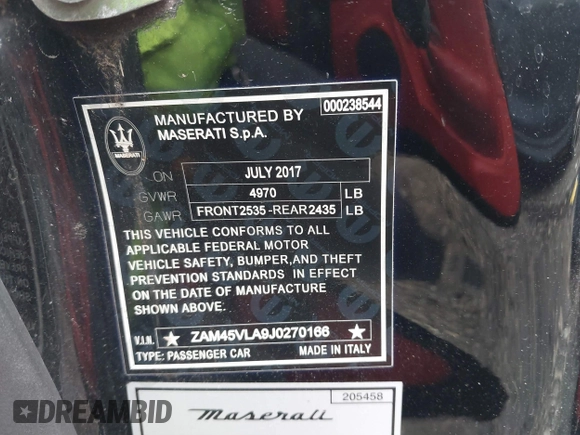 MANUFACTURED BY
MASERATI S.p.A.
000238544
MASERATI
ON JULY 2017
GVWR 4970 LB
GAWR FRONT2535-REAR2435 LB
THIS VEHICLE CONFORMS TO ALL
APPLICABLE FEDERAL MOTOR
VEHICLE SAFETY, BUMPER,AND THEFT
PREVENTION STANDARDS IN EFFECT
ON THE DATE OF MANUFACTURE
SHOWN ABOVE.
V.I.N. ★ ZAM45VLA9J0270166 ★
TYPE: PASSENGER CAR MADE IN ITALY
205458
Maserati
DREAMBID